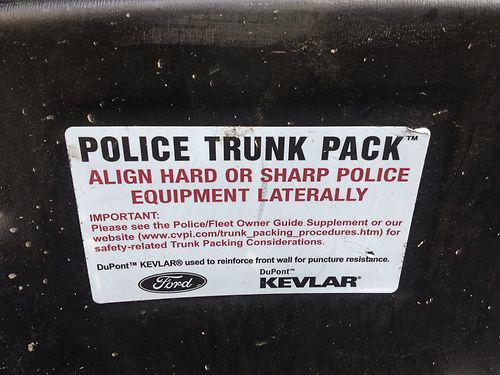 POLICE TRUNK PACK™
ALIGN HARD OR SHARP POLICE
EQUIPMENT LATERALLY
IMPORTANT:
Please see the Police/Fleet Owner Guide Supplement or our
website (www.cvpi.com/trunk_packing_procedures.htm) for
safety-related Trunk Packing Considerations.
DuPont™ KEVLAR® used to reinforce front wall for puncture resistance.
Ford
DuPont™
KEVLAR®